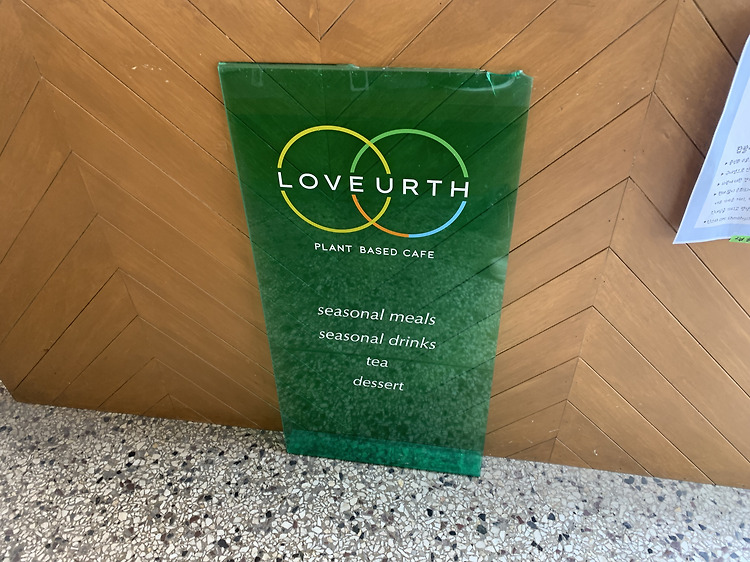 LOVEURTH
PLANT BASED CAFE
seasonal meals
seasonal drinks
tea
dessert